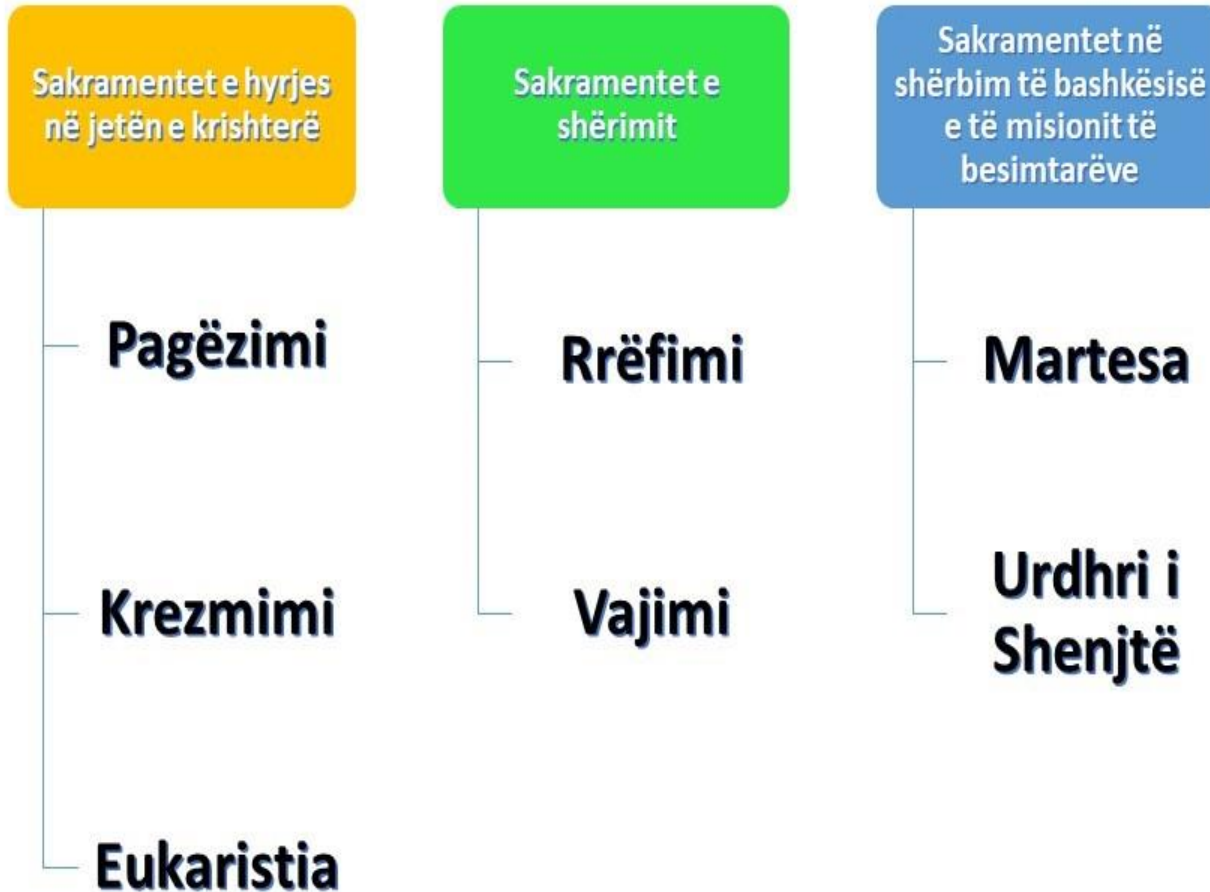 Sakramentet e hyrjes
në jetën e krishterë
Pagëzimi
Krezmimi
Eukaristia
Sakramentet e
shërimit
Rrëfimi
Vajimi
Sakramentet në
shërbim të bashkësisë
e të misionit të
besimtarëve
Martesa
Urdhri i
Shenjtë